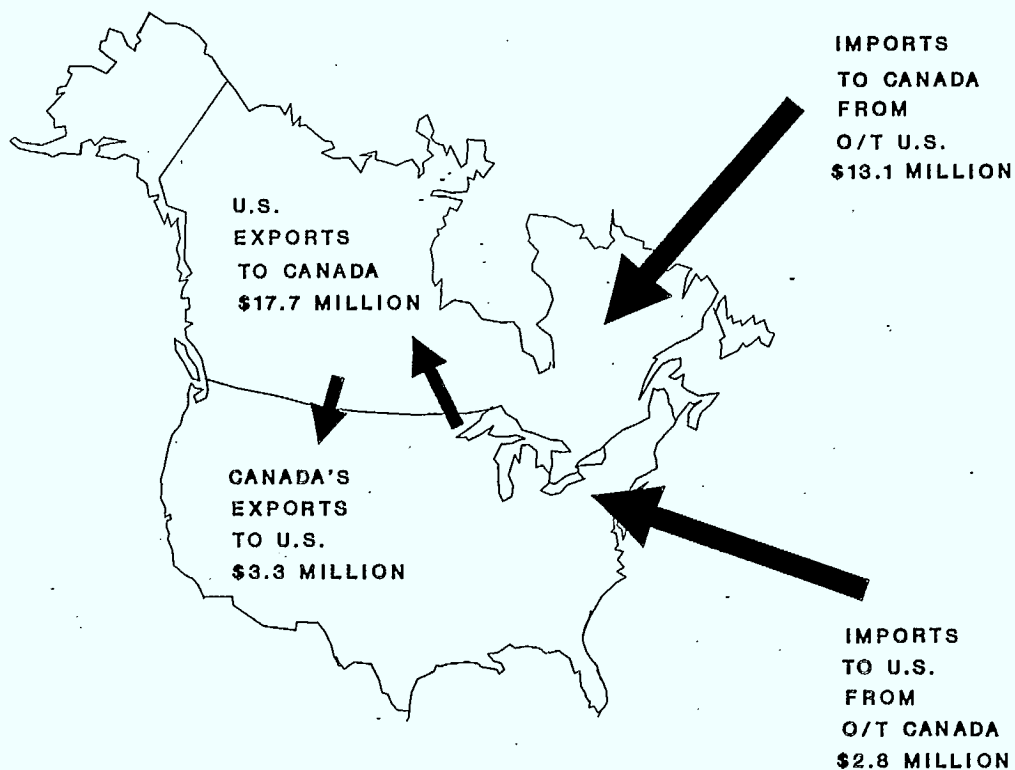 IMPORTS
TO CANADA
FROM
O/T U.S.
$13.1 MILLION
U.S.
EXPORTS
TO CANADA
$17.7 MILLION
CANADA'S
EXPORTS
TO U.S.
$3.3 MILLION
IMPORTS
TO U.S.
FROM
O/T CANADA
$2.8 MILLION